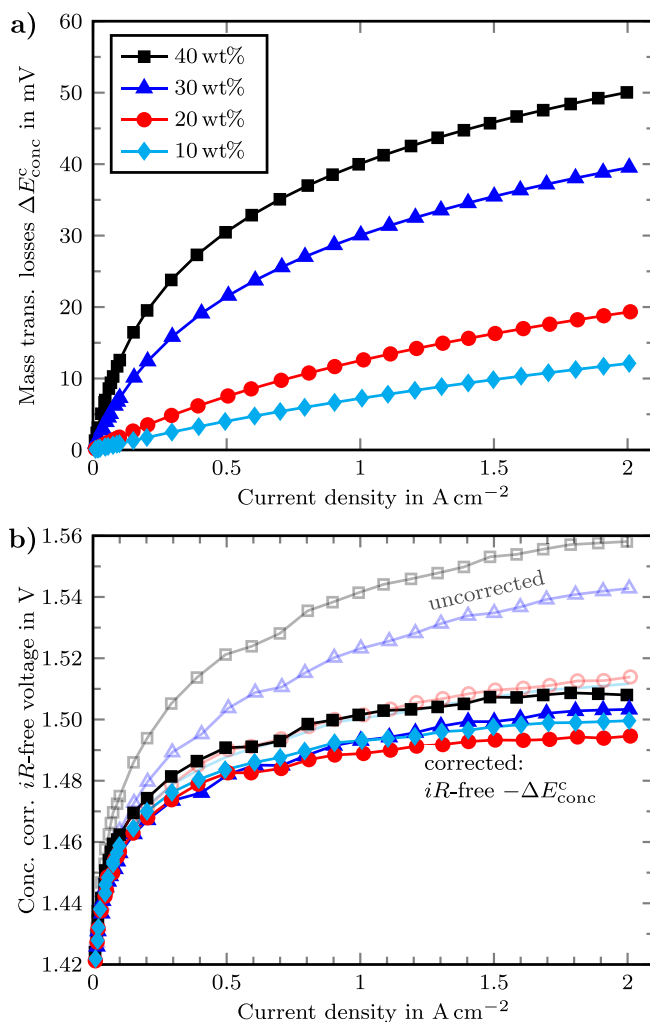 a)
Mass trans. losses ΔE^c_conc in mV
60
50
40
30
20
10
0
40 wt%
30 wt%
20 wt%
10 wt%
0 0.5 1 1.5 2
Current density in A cm−2
b)
Conc. corr. iR-free voltage in V
1.56
1.54
1.52
1.50
1.48
1.46
1.44
1.42
uncorrected
corrected:
iR-free −ΔE^c_conc
0 0.5 1 1.5 2
Current density in A cm−2